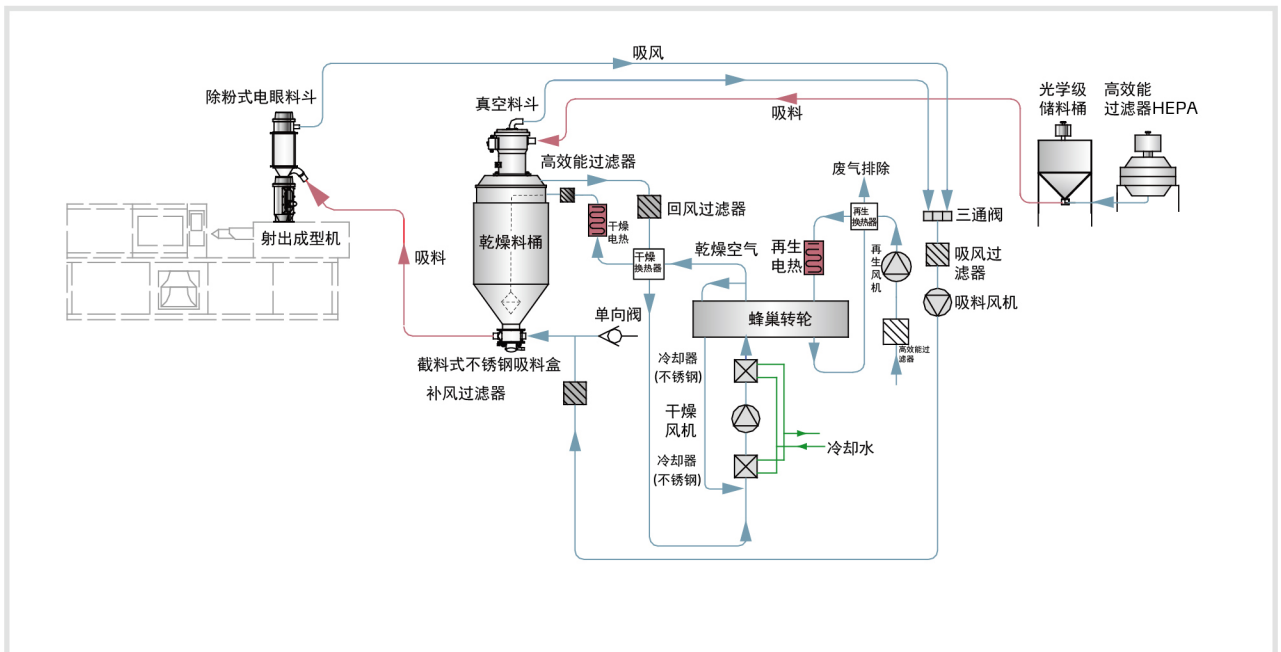 吸风
除粉式电眼料斗
真空料斗
吸料
光学级
储料桶
高效能
过滤器HEPA
高效能过滤器
废气排除
回风过滤器
再生
换热器
三通阀
干燥
电热
射出成型机
乾燥料桶
吸料
干燥
换热器
乾燥空气
再生
电热
再生风机
吸风过
滤器
吸料风机
单向阀
蜂巢转轮
高效能过
滤器
截料式不锈钢吸料盒
冷却器
(不锈钢)
补风过滤器
干燥
风机
冷却水
冷却器
(不锈钢)